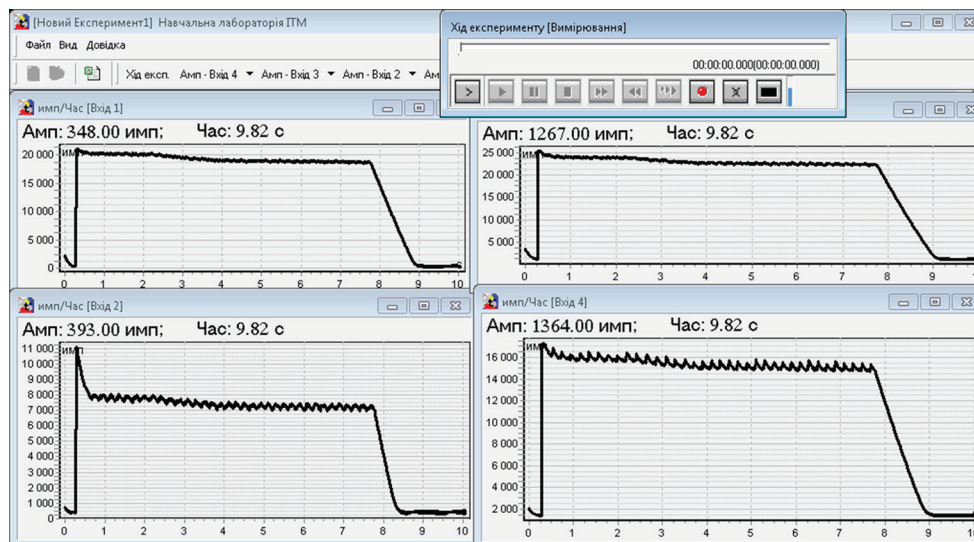 [Новий Експеримент1] Навчальна лабораторія ІТМ
Файл Вид Довідка
Хід експ. Амп - Вхід 4 Амп - Вхід 3 Амп - Вхід 2 Ам
Хід експерименту [Вимірювання]
00:00:00.000(00:00:00.000)
имп/Час [Вхід 1]
Амп: 348.00 имп; Час: 9.82 с
20 000
15 000
10 000
5 000
0
0 1 2 3 4 5 6 7 8 9 10
Амп: 1267.00 имп; Час: 9.82 с
25 000
20 000
15 000
10 000
5 000
0 1 2 3 4 5 6 7 8 9
имп/Час [Вхід 2]
Амп: 393.00 имп; Час: 9.82 с
11 000
имп
10 000
9 000
8 000
7 000
6 000
5 000
4 000
3 000
2 000
1 000
0
0 1 2 3 4 5 6 7 8 9 10
имп/Час [Вхід 4]
Амп: 1364.00 имп; Час: 9.82 с
16 000
14 000
12 000
10 000
8 000
6 000
4 000
2 000
0 1 2 3 4 5 6 7 8 9 10